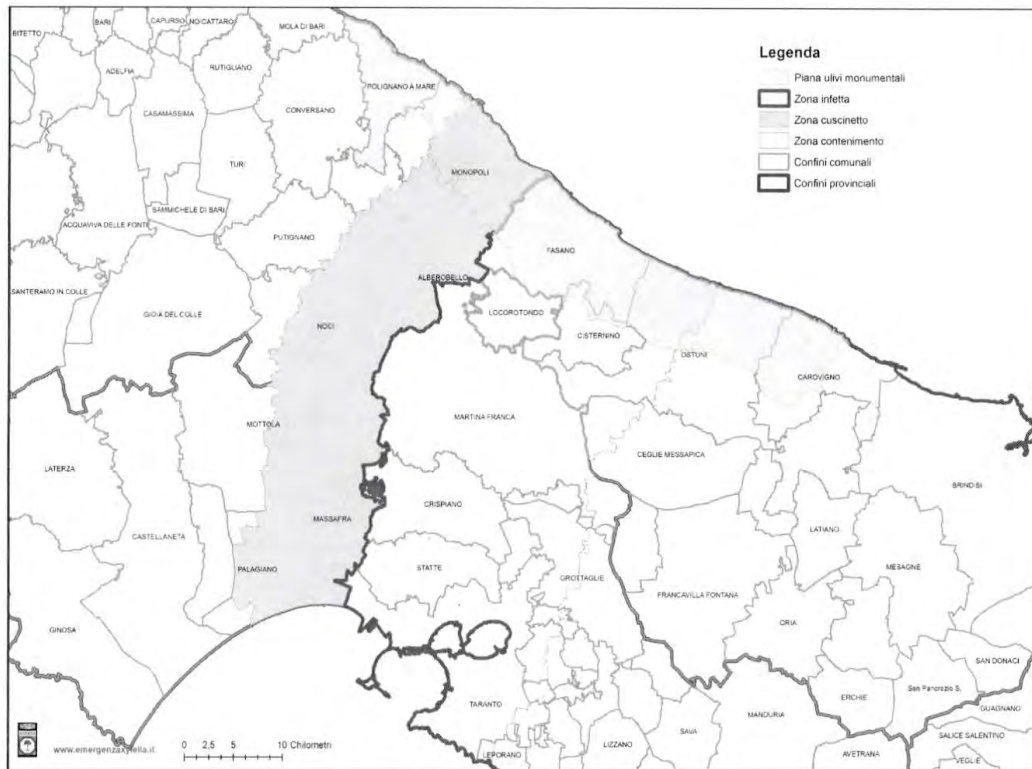 BARI
CAPURSO
NOICATTARO
MOLA DI BARI
BITETTO
ADELFIA
RUTIGLIANO
POLIGNANO A MARE
CASAMASSIMA
CONVERSANO
TURI
MONOPOLI
SAMMICHELE DI BARI
ACQUAVIVA DELLE FONTI
PUTIGNANO
FASANO
ALBEROBELLO
SANTERAMO IN COLLE
GIOIA DEL COLLE
NOCI
LOCOROTONDO
CISTERNINO
OSTUNI
CAROVIGNO
MARTINA FRANCA
MOTTOLA
CEGLIE MESSAPICA
LATERZA
BRINDISI
CRISPIANO
MASSAFRA
CASTELLANETA
LATIANO
STATTE
MESAGNE
PALAGIANO
GROTTAGLIE
FRANCAVILLA FONTANA
ORIA
GINOSA
SAN DONACI
ERCHIE
San Pancrazio S.
TARANTO
GUAGNANO
MANDURIA
SAVA
SALICE SALENTINO
LIZZANO
LEPORANO
AVETRANA
VEGLIE
Legenda
Piana ulivi monumentali
Zona infetta
Zona cuscinetto
Zona contenimento
Confini comunali
Confini provinciali
www.emergenzaxylella.it
0 2,5 5 10 Chilometri